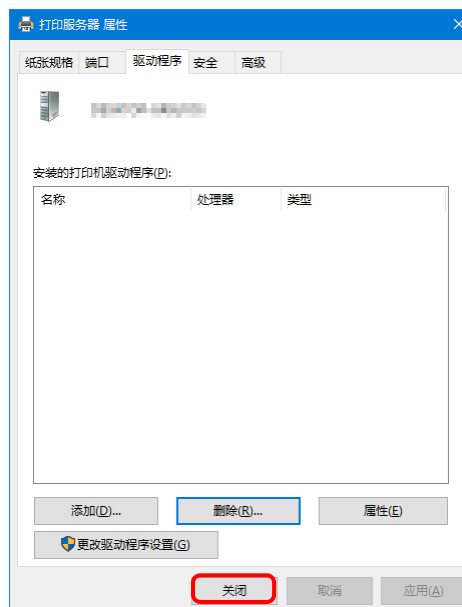 打印服务器 属性
纸张规格 端口 驱动程序 安全 高级
安装的打印机驱动程序(P):
名称 处理器 类型
添加(D)... 删除(R)... 属性(E)
更改驱动程序设置(G)
关闭 取消 应用(A)